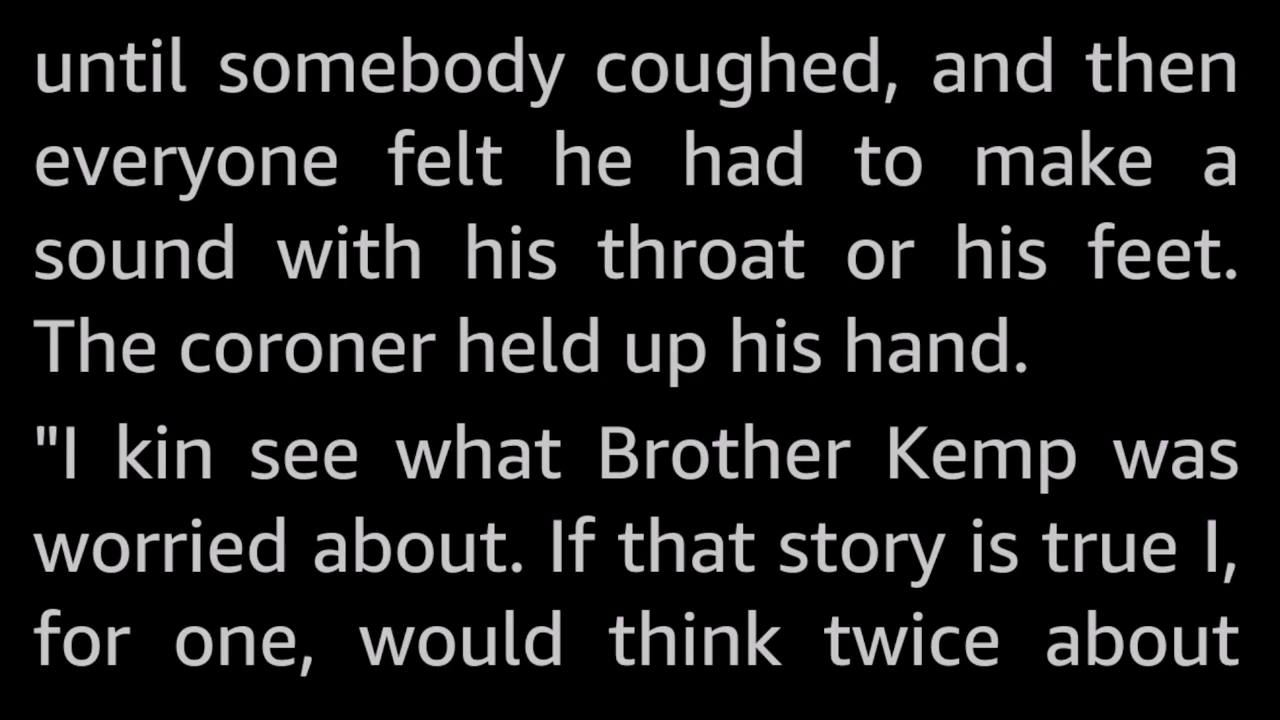 until somebody coughed, and then
everyone felt he had to make a
sound with his throat or his feet.
The coroner held up his hand.
"I kin see what Brother Kemp was
worried about. If that story is true I,
for one, would think twice about